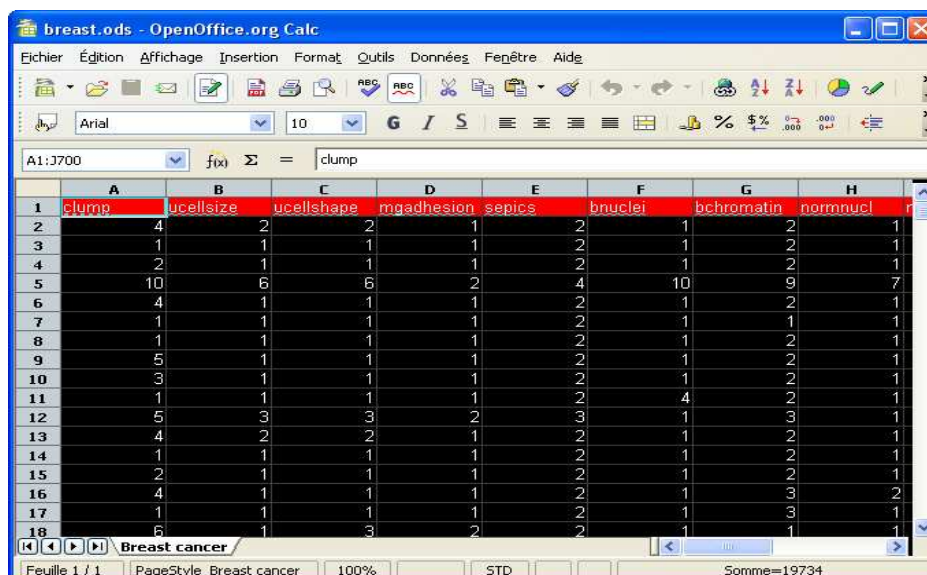 breast.ods - OpenOffice.org Calc
Fichier Édition Affichage Insertion Format Outils Données Fenêtre Aide
ABC ABC
Arial 10 G I S
A1:J700 f(x) Σ = clump
A B C D E F G H
1 clump ucellsize ucellshape mgadhesion sepics bnuclei bchromatin normnucl
2 4 2 2 1 2 1 2 1
3 1 1 1 1 2 1 2 1
4 2 1 1 1 2 1 2 1
5 10 6 6 2 4 10 9 7
6 4 1 1 1 2 1 2 1
7 1 1 1 1 2 1 1 1
8 1 1 1 1 2 1 2 1
9 5 1 1 1 2 1 2 1
10 3 1 1 1 2 1 2 1
11 1 1 1 1 2 4 2 1
12 5 3 3 2 3 1 3 1
13 4 2 2 1 2 1 2 1
14 1 1 1 1 2 1 2 1
15 2 1 1 1 2 1 2 1
16 4 1 1 1 2 1 3 2
17 1 1 1 1 2 1 3 1
18 6 1 3 2 2 1 1 1
Breast cancer
Feuille 1 / 1 PageStyle_Breast cancer 100% STD Somme=19734